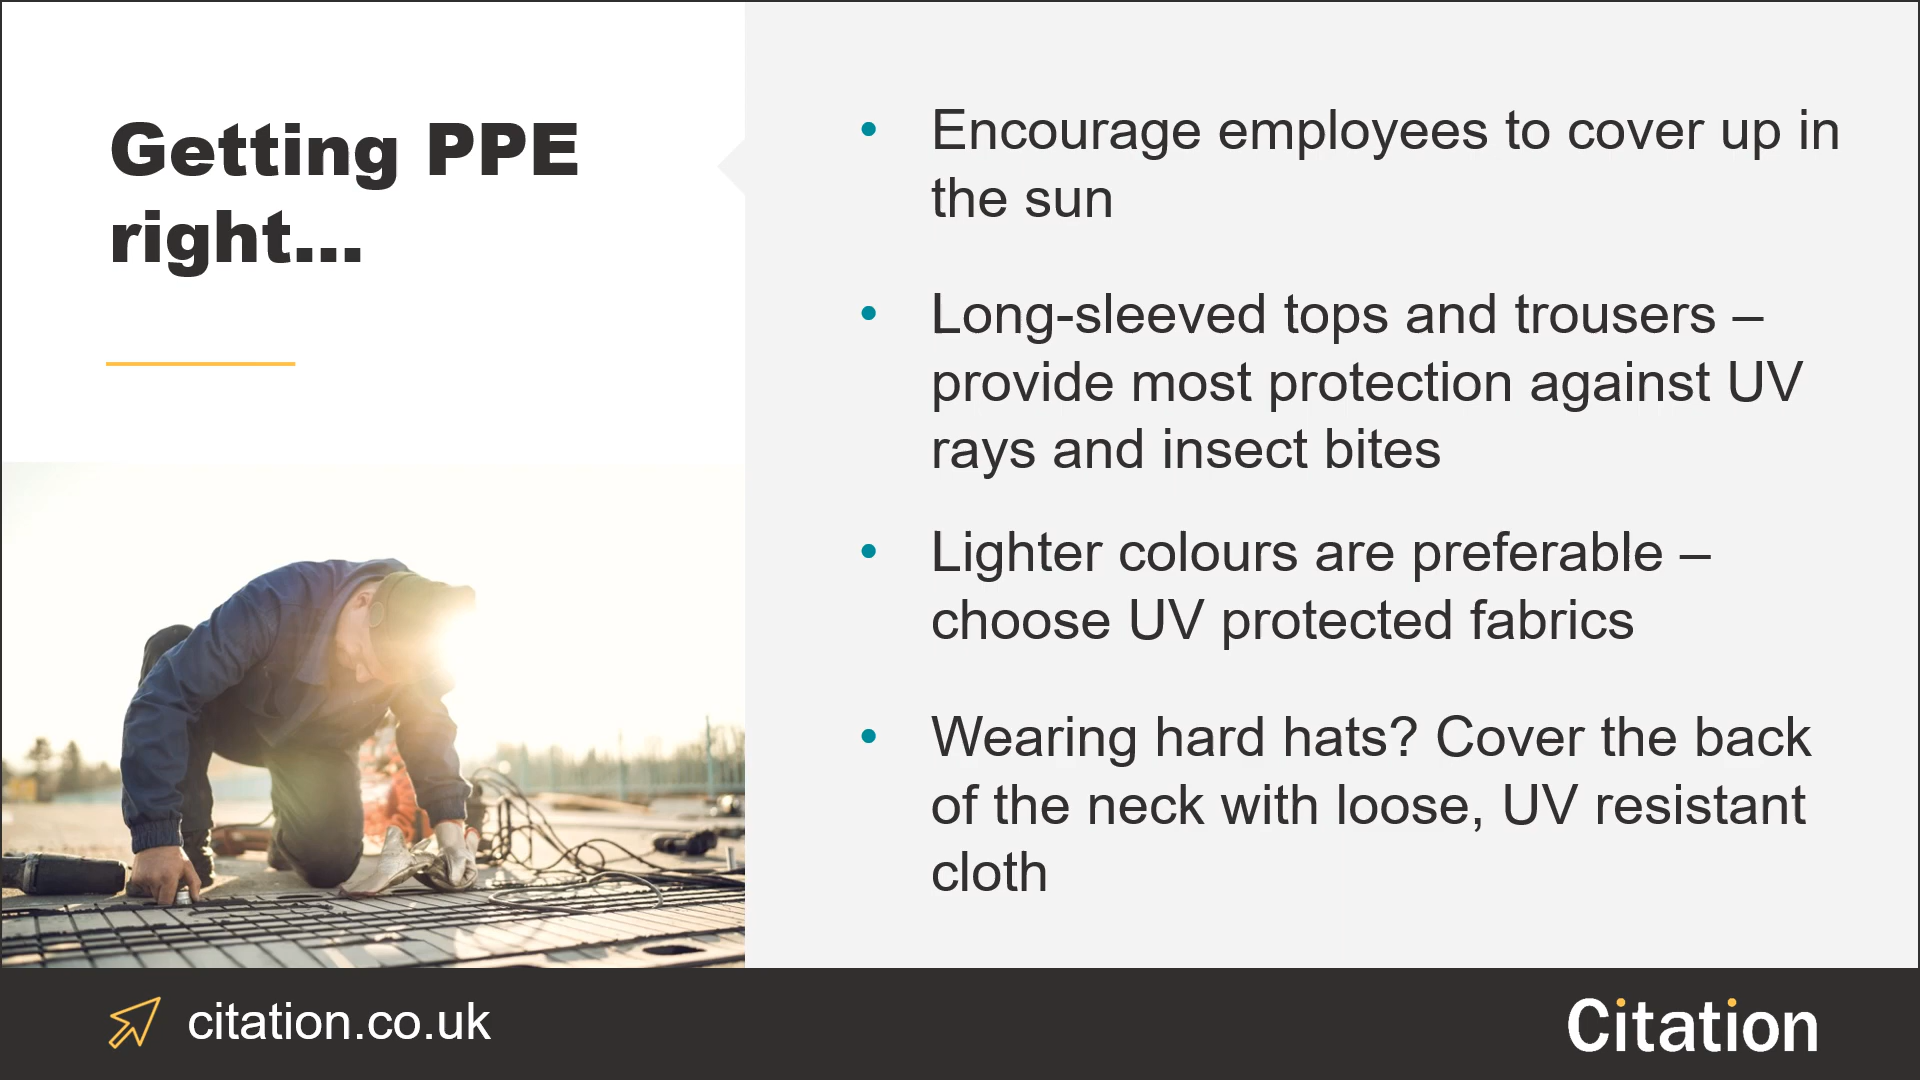 Getting PPE
right...
• Encourage employees to cover up in
the sun
• Long-sleeved tops and trousers –
provide most protection against UV
rays and insect bites
• Lighter colours are preferable –
choose UV protected fabrics
• Wearing hard hats? Cover the back
of the neck with loose, UV resistant
cloth
citation.co.uk
Citation